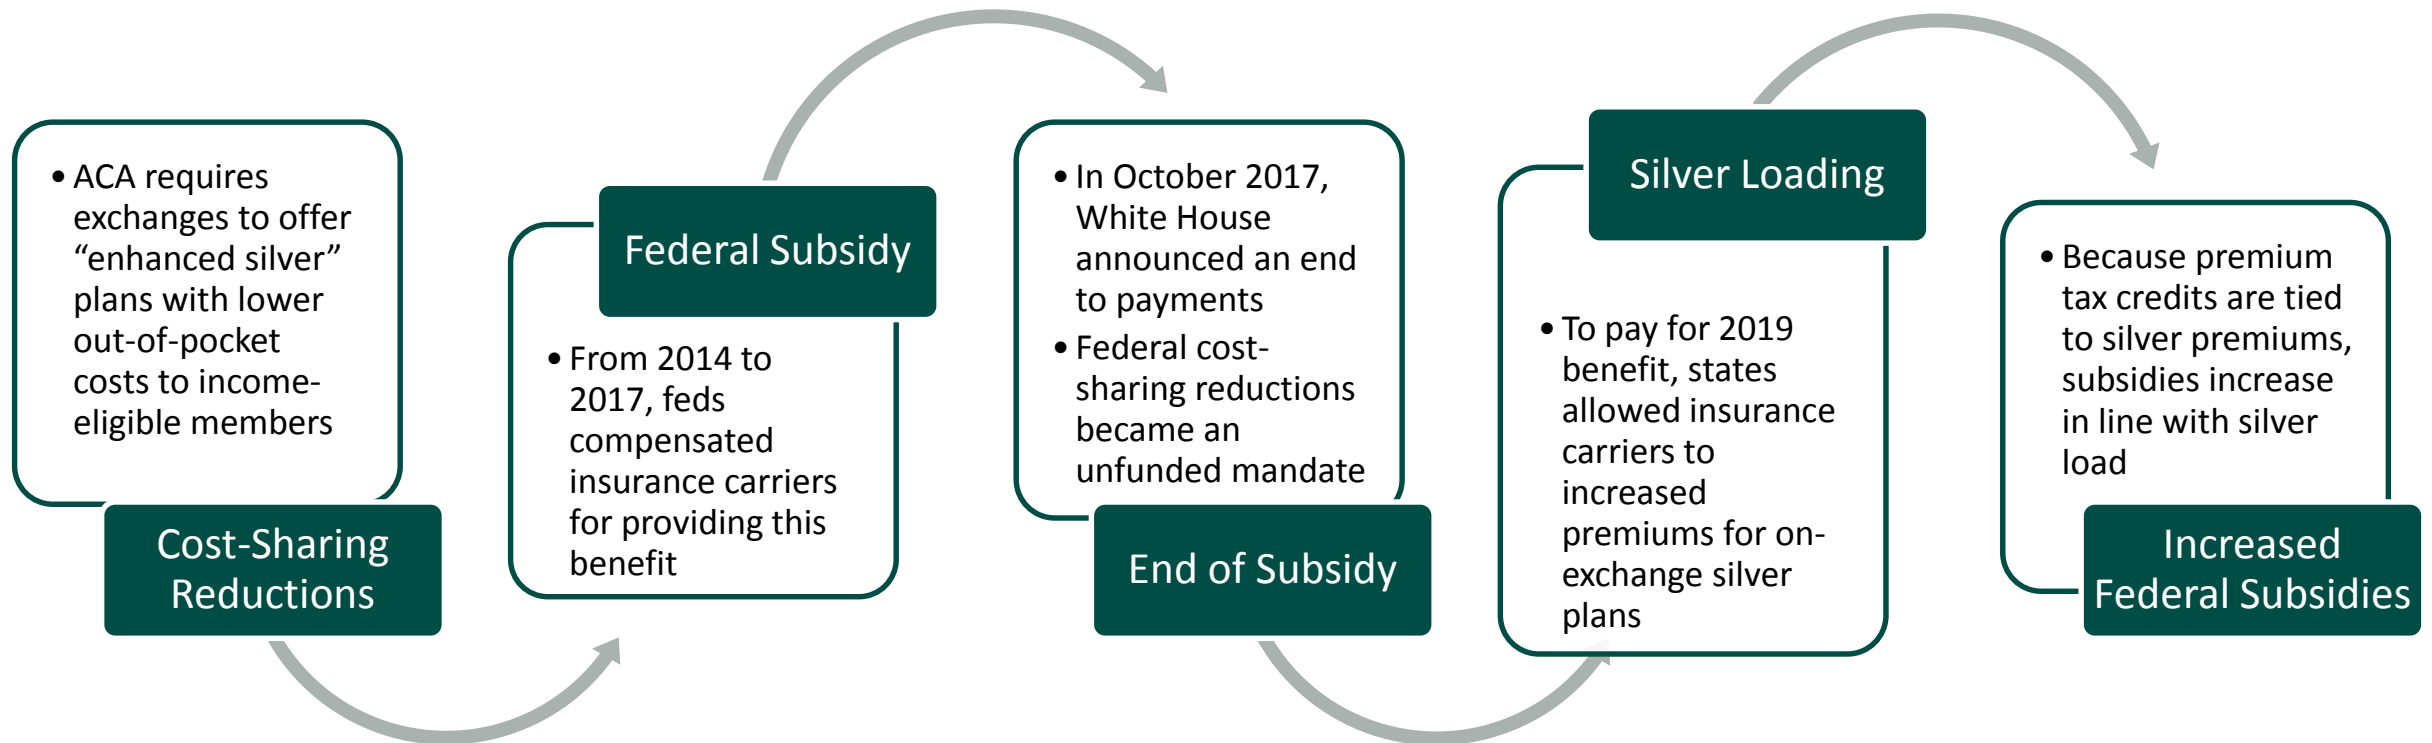 • ACA requires
exchanges to offer
“enhanced silver”
plans with lower
out-of-pocket
costs to income-
eligible members
Cost-Sharing
Reductions
Federal Subsidy
• From 2014 to
2017, feds
compensated
insurance carriers
for providing this
benefit
• In October 2017,
White House
announced an end
to payments
• Federal cost-
sharing reductions
became an
unfunded mandate
End of Subsidy
Silver Loading
• To pay for 2019
benefit, states
allowed insurance
carriers to
increased
premiums for on-
exchange silver
plans
• Because premium
tax credits are tied
to silver premiums,
subsidies increase
in line with silver
load
Increased
Federal Subsidies